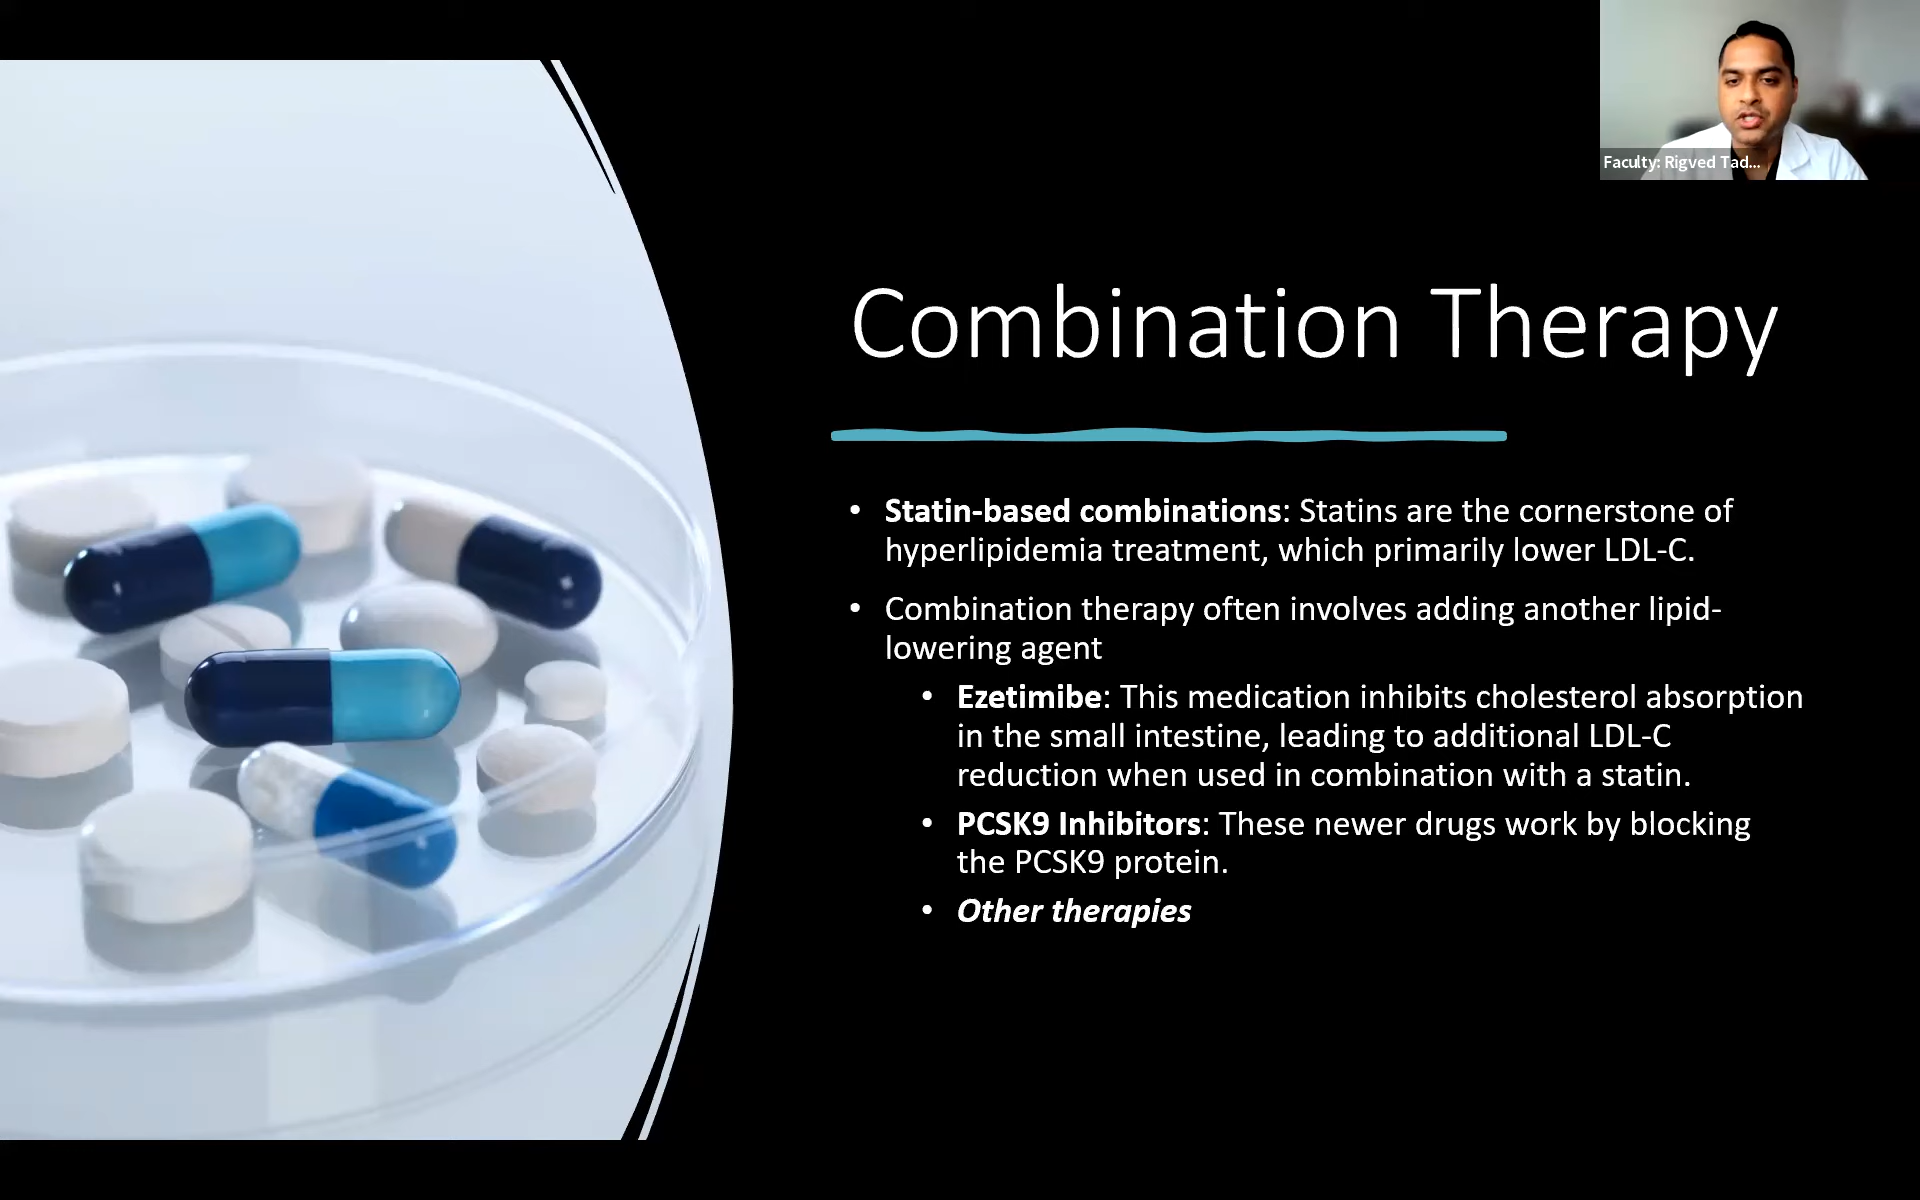 Faculty: Rigved Tad...
Combination Therapy
• Statin-based combinations: Statins are the cornerstone of
hyperlipidemia treatment, which primarily lower LDL-C.
• Combination therapy often involves adding another lipid-
lowering agent
• Ezetimibe: This medication inhibits cholesterol absorption
in the small intestine, leading to additional LDL-C
reduction when used in combination with a statin.
• PCSK9 Inhibitors: These newer drugs work by blocking
the PCSK9 protein.
• Other therapies